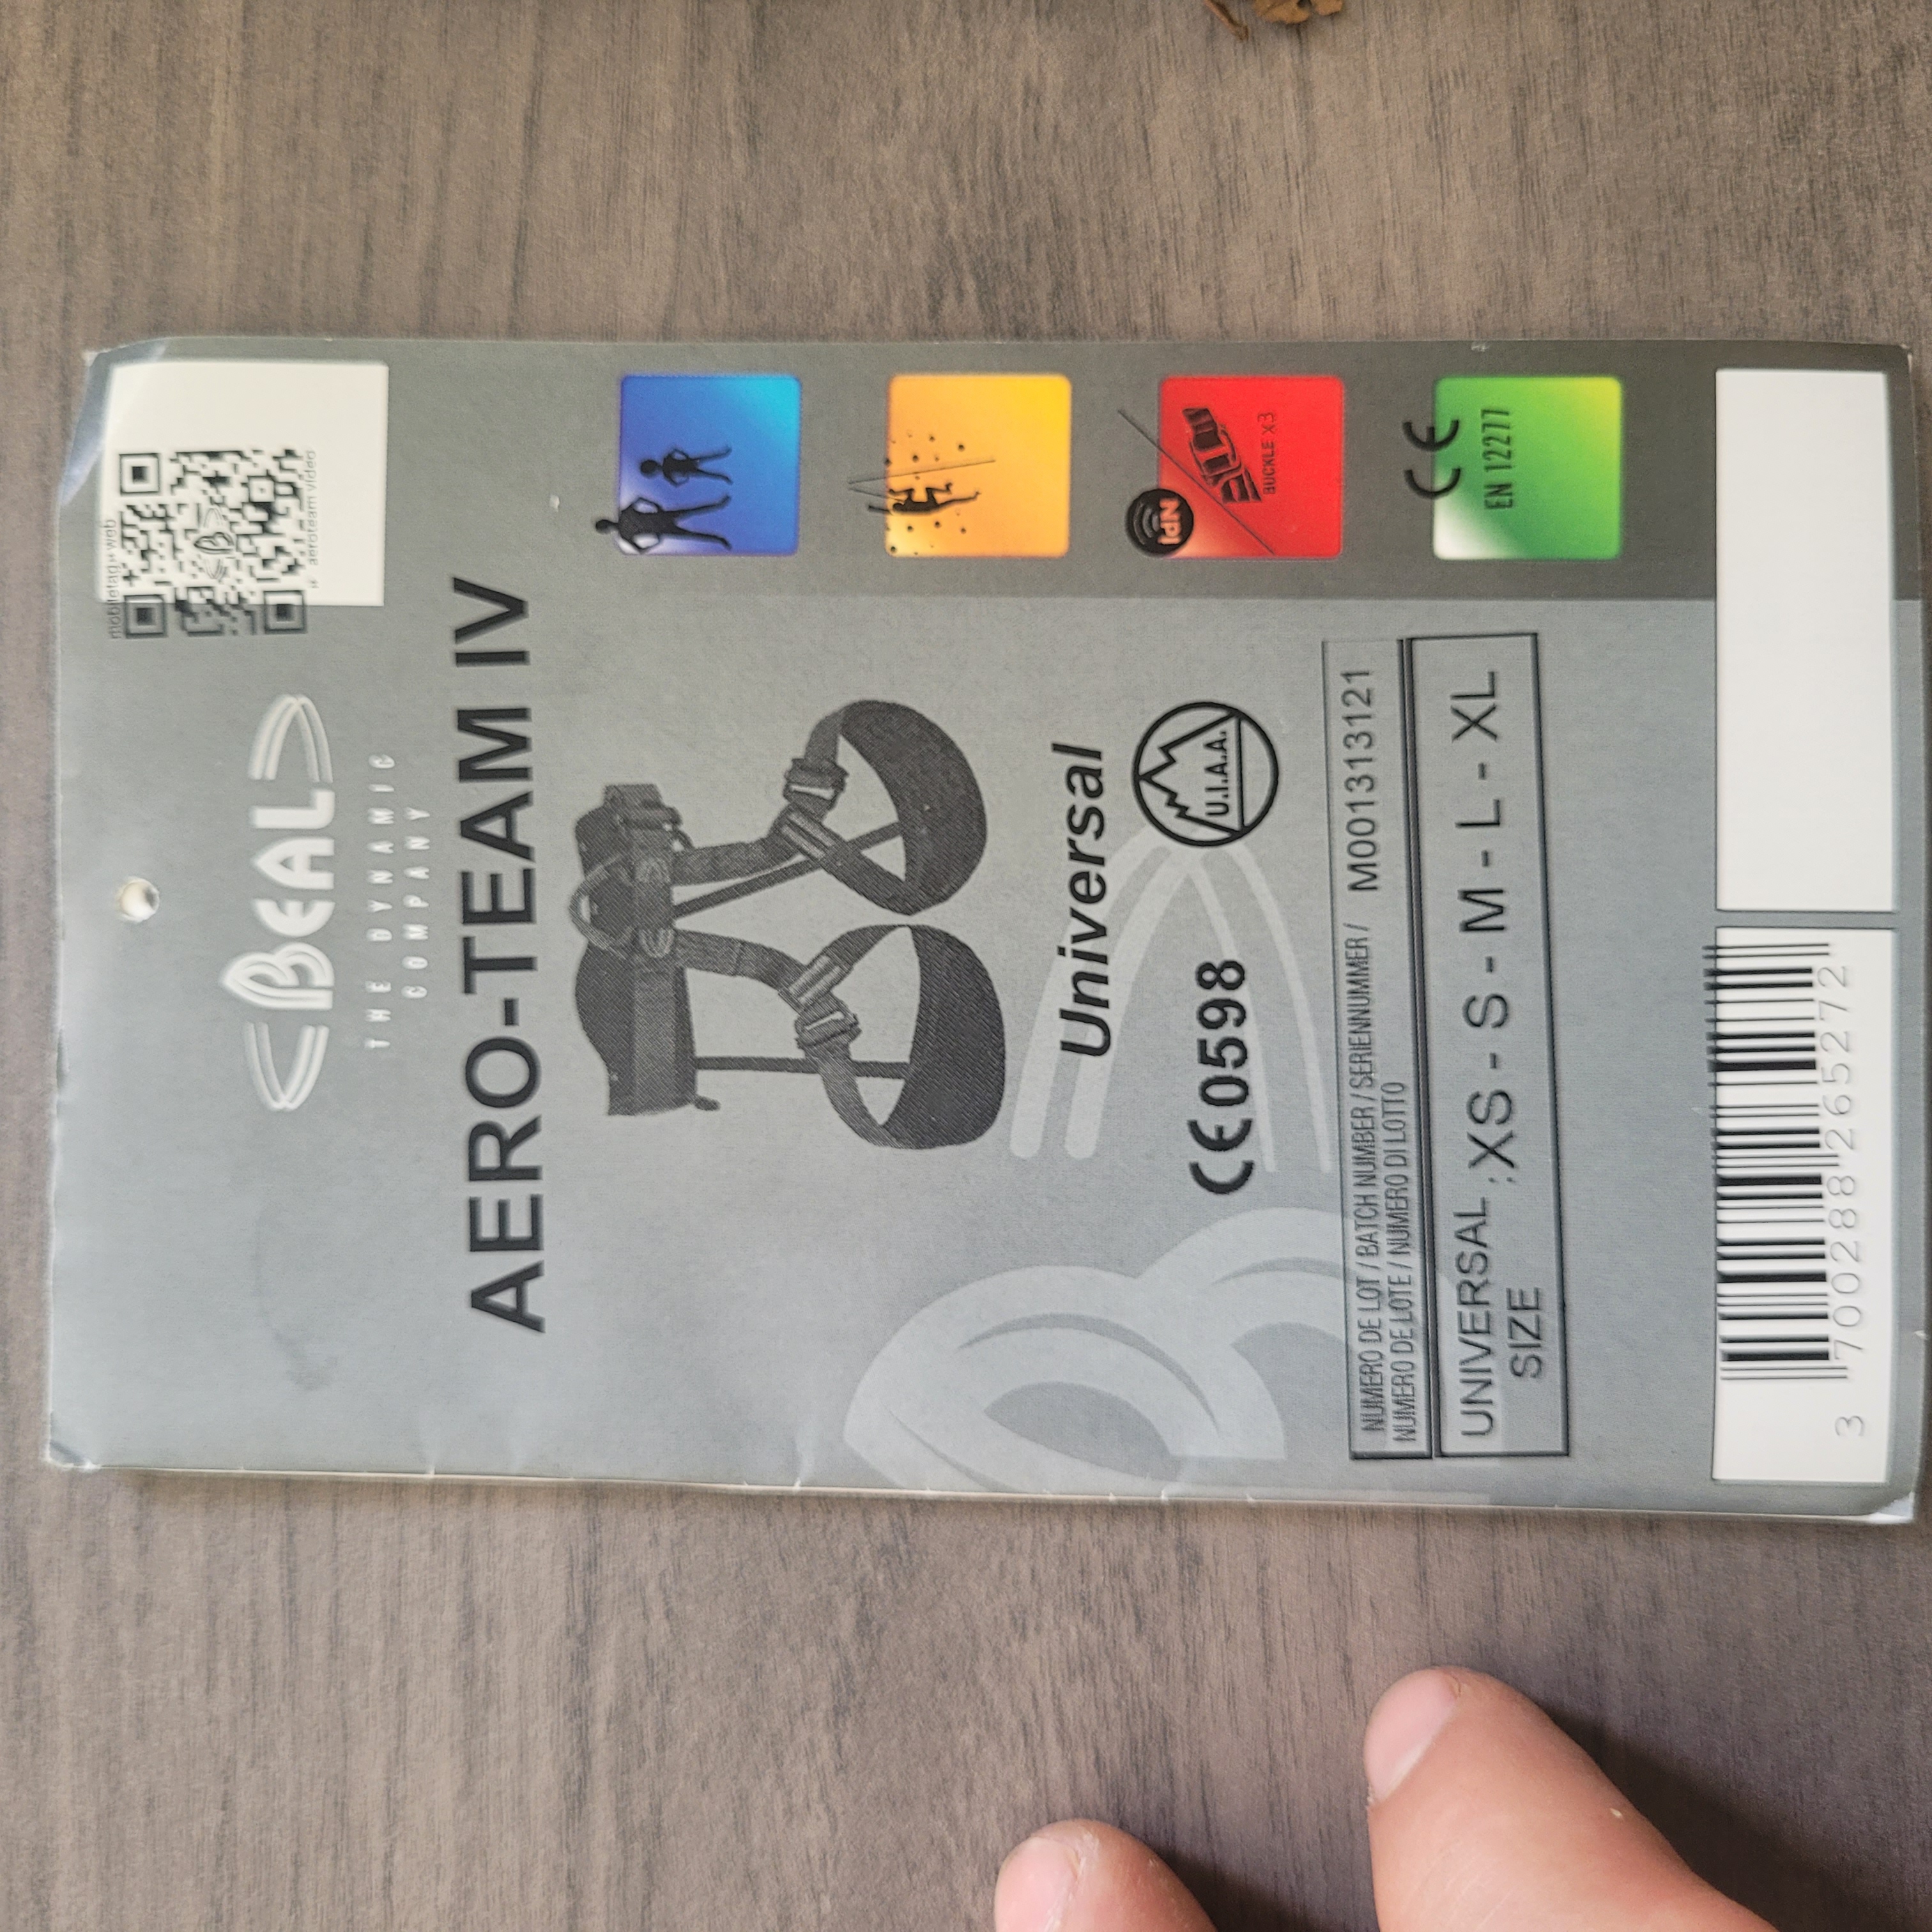 mobiletag+web
aeroteam video
BEAL
THE DYNAMIC
COMPANY
AERO-TEAM IV
Universal
CE 0598
U.I.A.A.
NUMERO DE LOT / BATCH NUMBER / SERIENNUMMER /
NUMERO DE LOTE / NUMERO DI LOTTO
M001313121
UNIVERSAL
SIZE
:XS - S - M - L - XL
NPI
BUCKLE X3
CE
EN 12277
3 700288 265272